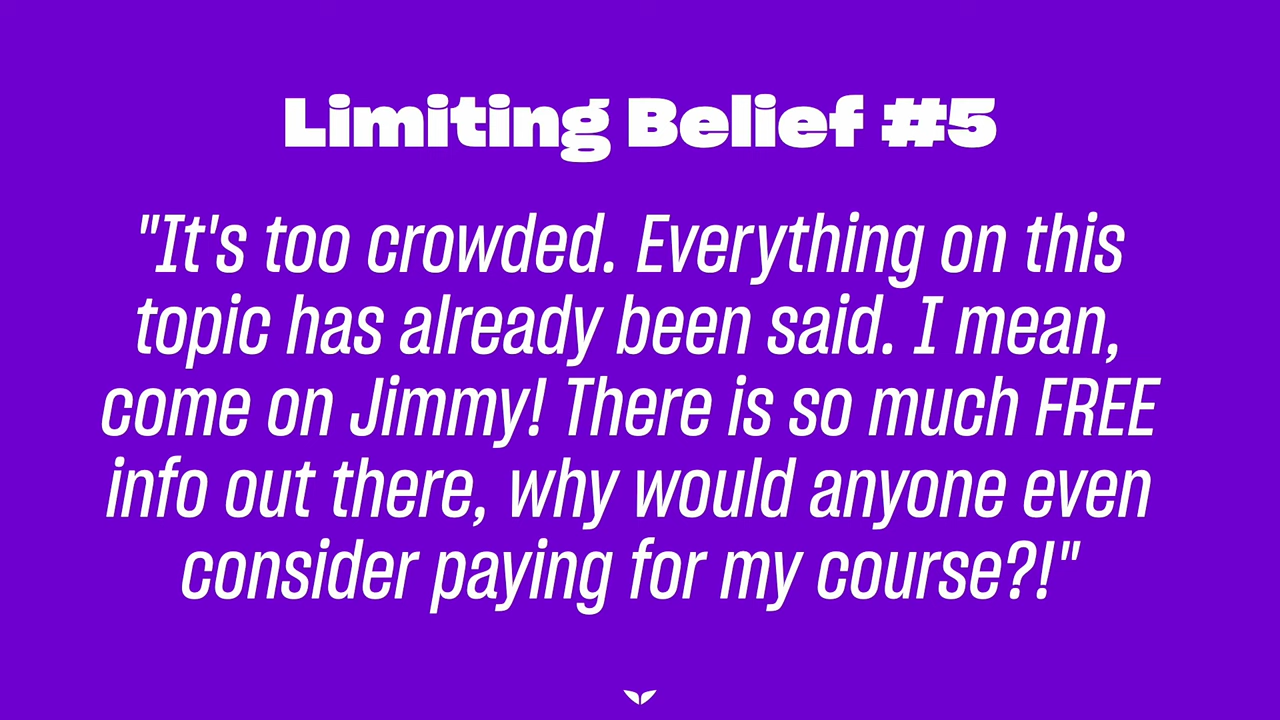 Limiting Belief #5
"It's too crowded. Everything on this
topic has already been said. I mean,
come on Jimmy! There is so much FREE
info out there, why would anyone even
consider paying for my course?!"